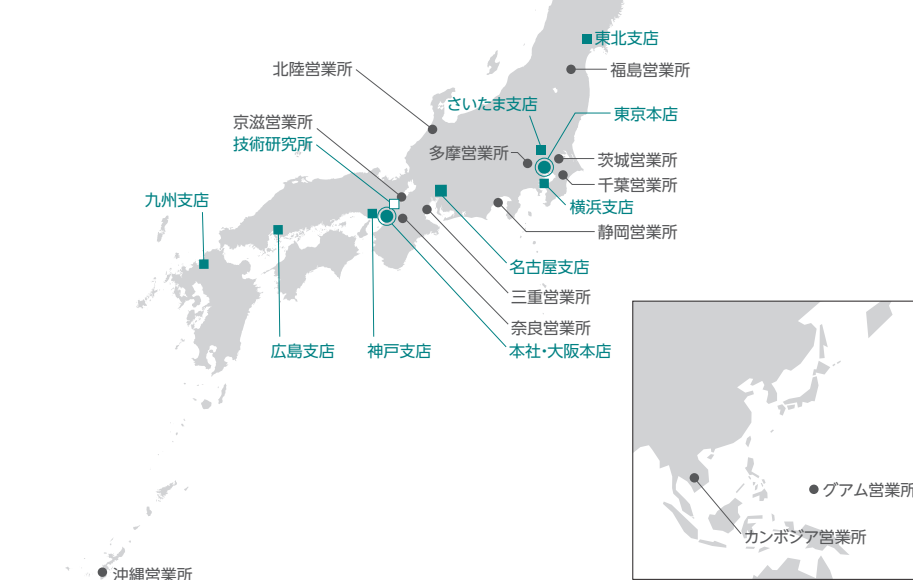 東北支店
北陸営業所
福島営業所
さいたま支店
東京本店
京滋営業所
技術研究所
多摩営業所
茨城営業所
千葉営業所
九州支店
横浜支店
静岡営業所
名古屋支店
三重営業所
奈良営業所
広島支店
神戸支店
本社・大阪本店
グアム営業所
カンボジア営業所
沖縄営業所